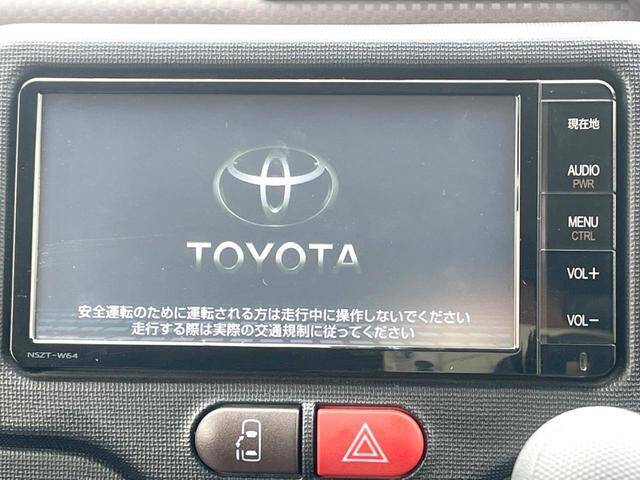 現在地
AUDIO
PWR
MENU
CTRL
VOL+
VOL-
TOYOTA
安全運転のために運転される方は走行中に操作しないでください
走行する際は実際の交通規制に従ってください
NSZT-W64